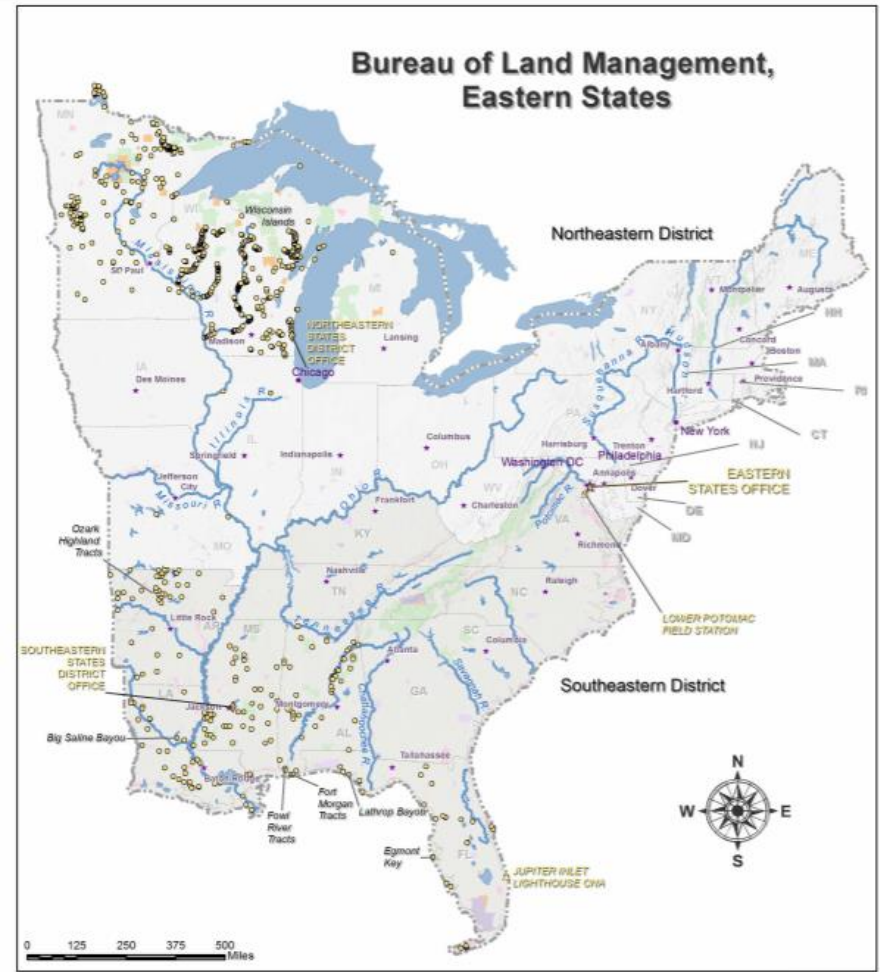 Bureau of Land Management,
Eastern States
MN
Wisconsin
Islands
WI
Northeastern District
ME
St Paul
Mississippi R
VT
Montpelier
Augusta
MI
NY
NH
NORTHEASTERN
STATES
DISTRICT
OFFICE
Madison
Lansing
Albany
Hudson R
Concord
Boston
MA
Chicago
IA
Des Moines
Susquehanna R
Hartford
Providence
RI
Illinois R
PA
CT
Columbus
Harrisburg
Trenton
New York
NJ
Springfield
IL
Indianapolis
IN
OH
Washington DC
Philadelphia
Annapolis
EASTERN
STATES OFFICE
Jefferson
City
Missouri R
Ohio R
Frankfort
WV
Charleston
Potomac R
Dover
DE
MD
VA
Ozark
Highland
Tracts
MO
KY
Richmond
Nashville
TN
Tennessee R
NC
Raleigh
Little Rock
AR
MS
SC
Columbia
LOWER POTOMAC
FIELD STATION
SOUTHEASTERN
STATES
DISTRICT
OFFICE
Atlanta
LA
Jackson
Montgomery
Chattahoochee R
GA
Savannah R
Southeastern District
Big Saline Bayou
AL
Tallahassee
Baton Rouge
Fowl
River
Tracts
Fort
Morgan
Tracts
Lathrop Bayou
N
W
E
S
Egmont
Key
FL
JUPITER INLET
LIGHTHOUSE ONA
0 125 250 375 500
Miles